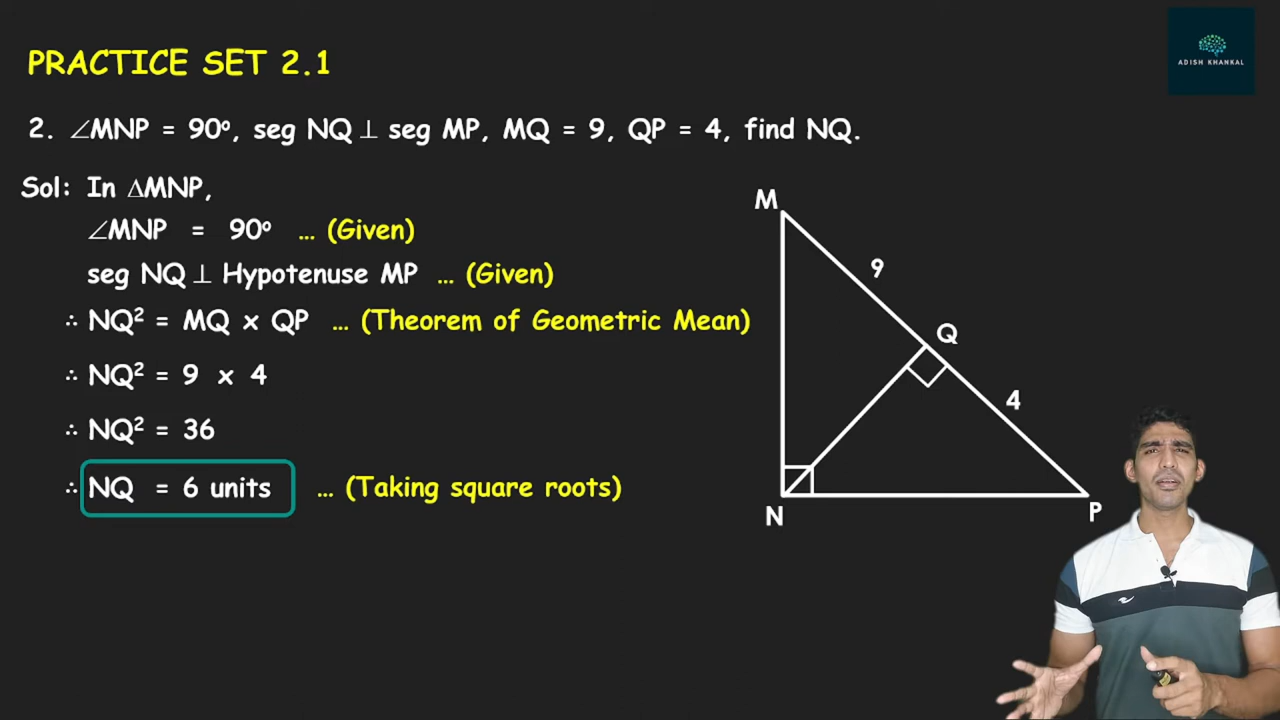 PRACTICE SET 2.1
ADISH KHANKAL
2. ∠MNP = 90°, seg NQ ⊥ seg MP, MQ = 9, QP = 4, find NQ.
Sol: In ΔMNP,
∠MNP = 90° ... (Given)
seg NQ ⊥ Hypotenuse MP ... (Given)
∴ NQ² = MQ x QP ... (Theorem of Geometric Mean)
∴ NQ² = 9 x 4
∴ NQ² = 36
∴ NQ = 6 units ... (Taking square roots)
M
9
Q
4
N
P